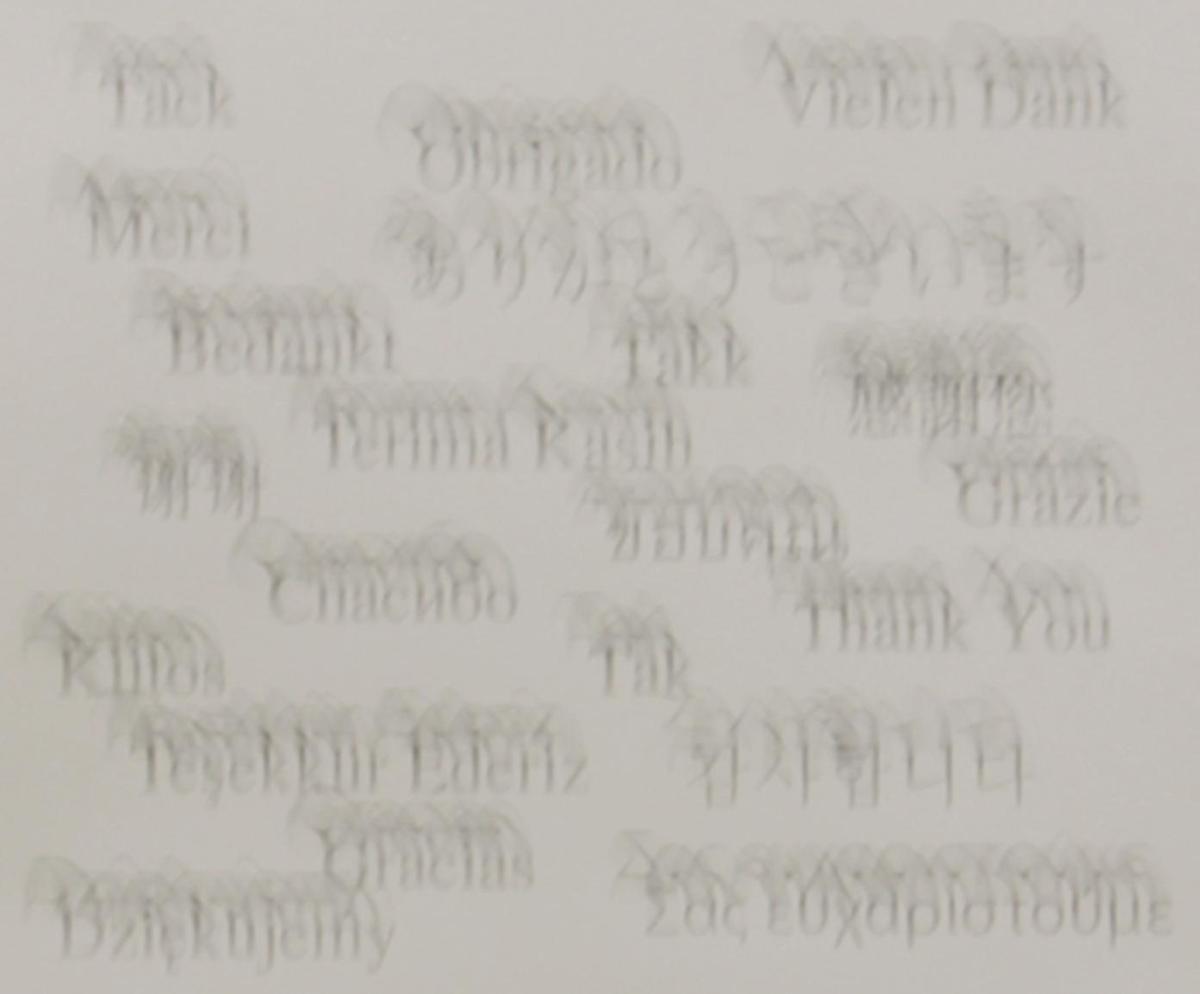 Tack
Vielen Dank
Obrigado
Merci
ありがとうございます
Bedankt
Takk
感謝您
Terima Kasih
谢谢
Grazie
ขอบคุณ
Спасибо
Thank You
Kiitos
Tak
Teşekkür Ederiz
감사합니다
Gracias
Σας ευχαριστούμε
Dziękujemy